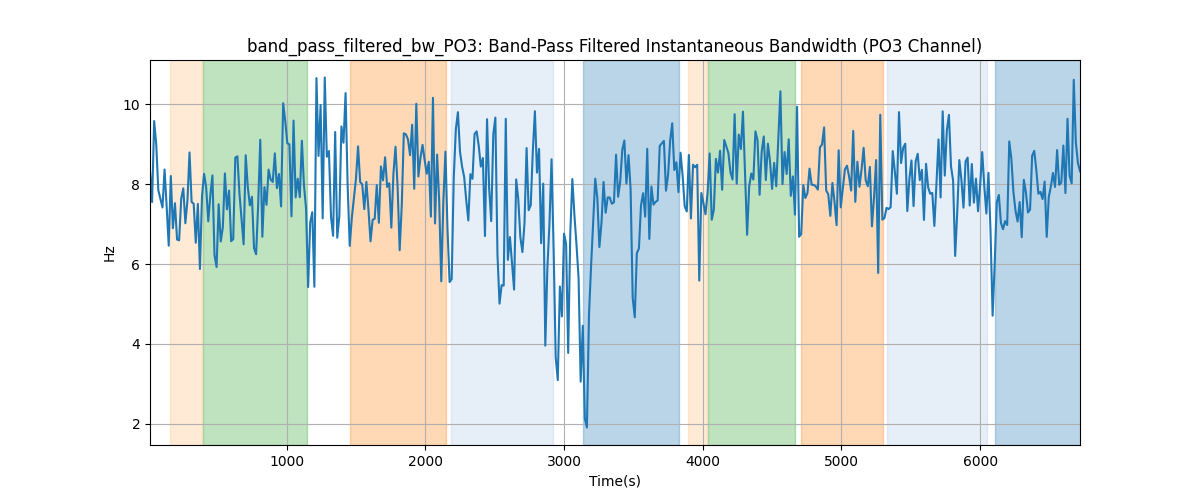 band_pass_filtered_bw_PO3: Band-Pass Filtered Instantaneous Bandwidth (PO3 Channel)
10
8
6
4
2
Hz
1000 2000 3000 4000 5000 6000
Time(s)